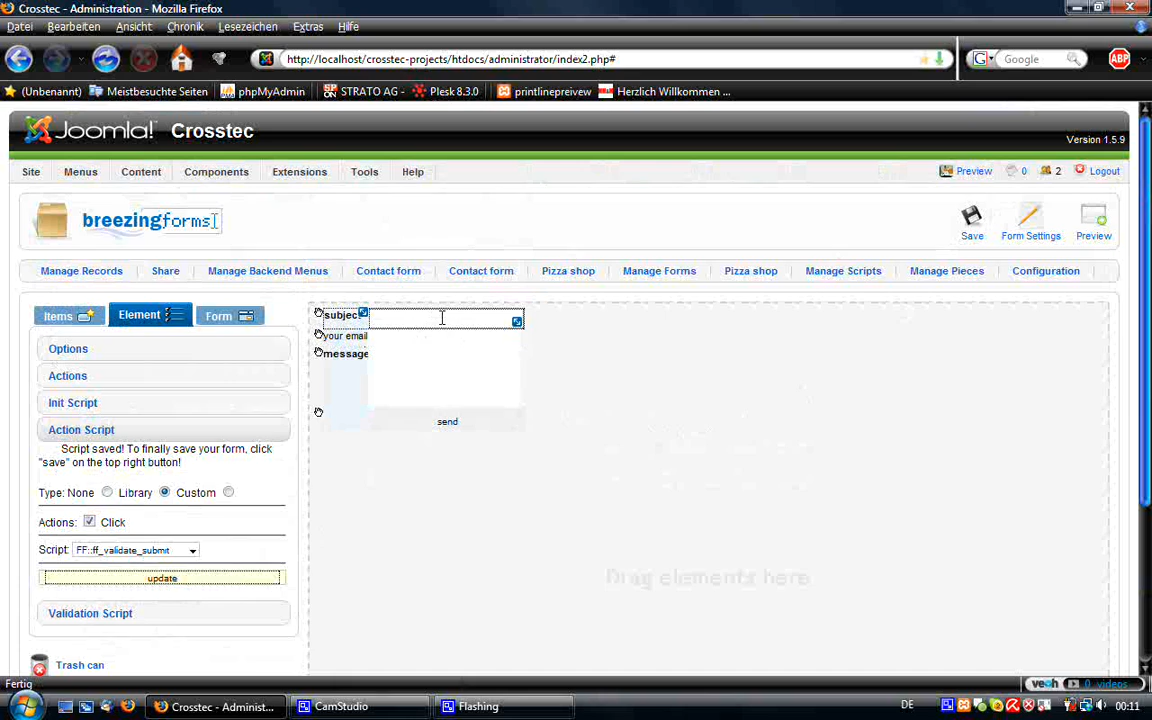 Crosstec - Administration - Mozilla Firefox
Datei Bearbeiten Ansicht Chronik Lesezeichen Extras Hilfe
http://localhost/crosstec-projects/htdocs/administrator/index2.php#
Google
ABP
(Unbenannt) Meistbesuchte Seiten phpMyAdmin STRATO AG - Plesk 8.3.0 printlinepreivew Herzlich Willkommen ...
Joomla! Crosstec
Version 1.5.9
Site Menus Content Components Extensions Tools Help Preview 0 2 Logout
breezingforms
Save Form Settings Preview
Manage Records Share Manage Backend Menus Contact form Contact form Pizza shop Manage Forms Pizza shop Manage Scripts Manage Pieces Configuration
Items Element Form
Options
Actions
Init Script
Action Script
Script saved! To finally save your form, click
"save" on the top right button!
Type: None Library Custom
Actions: Click
Script: FF::ff_validate_submit
update
Validation Script
Trash can
subject
your email
message
send
Drag elements here
Fertig
veoh 0 videos
Crosstec - Administ... CamStudio Flashing DE 00:11